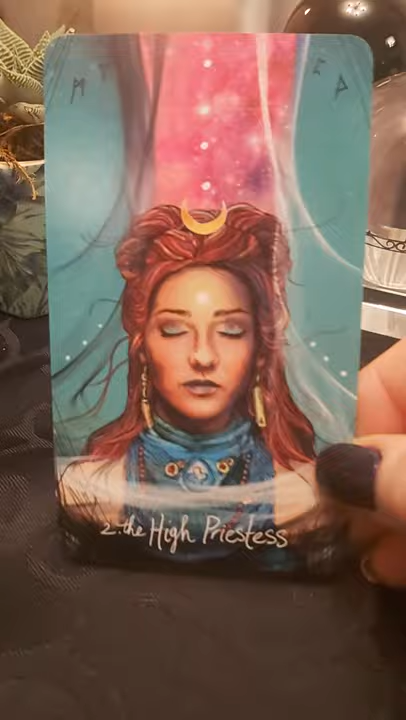 ᛗ ᛏ
ᚹ
2. the High Priestess